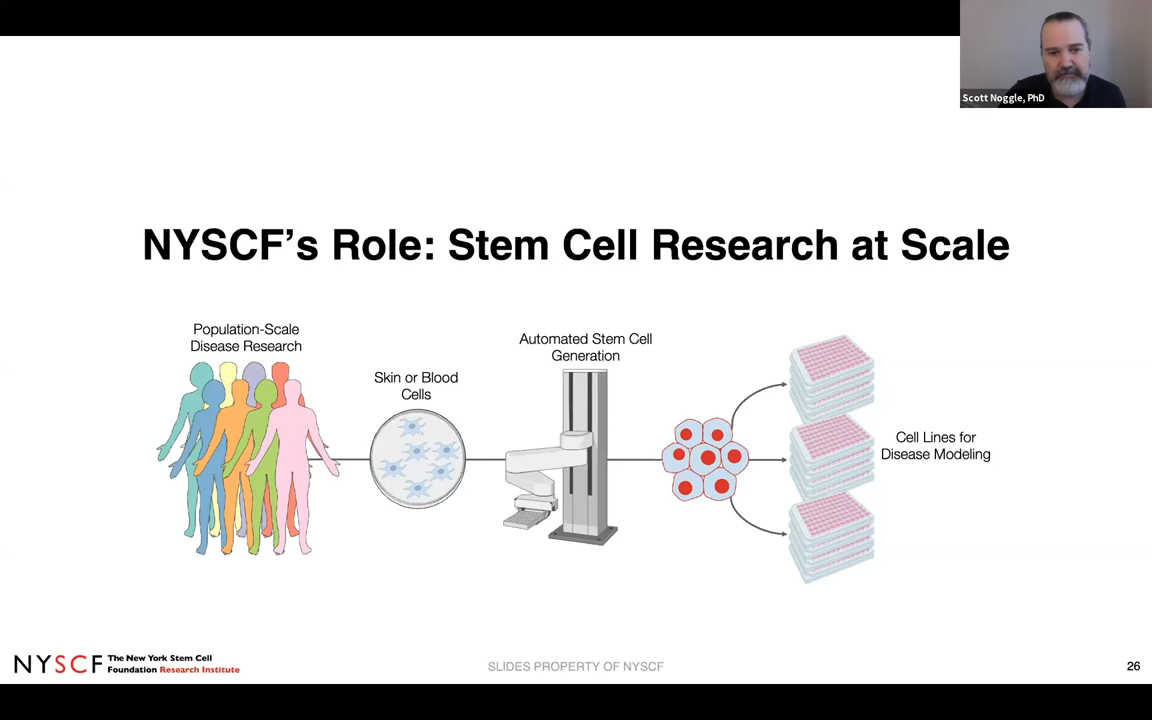 Scott Noggle, PhD
NYSCF's Role: Stem Cell Research at Scale
Population-Scale
Disease Research
Skin or Blood
Cells
Automated Stem Cell
Generation
Cell Lines for
Disease Modeling
NYSCF The New York Stem Cell
Foundation Research Institute
SLIDES PROPERTY OF NYSCF
26